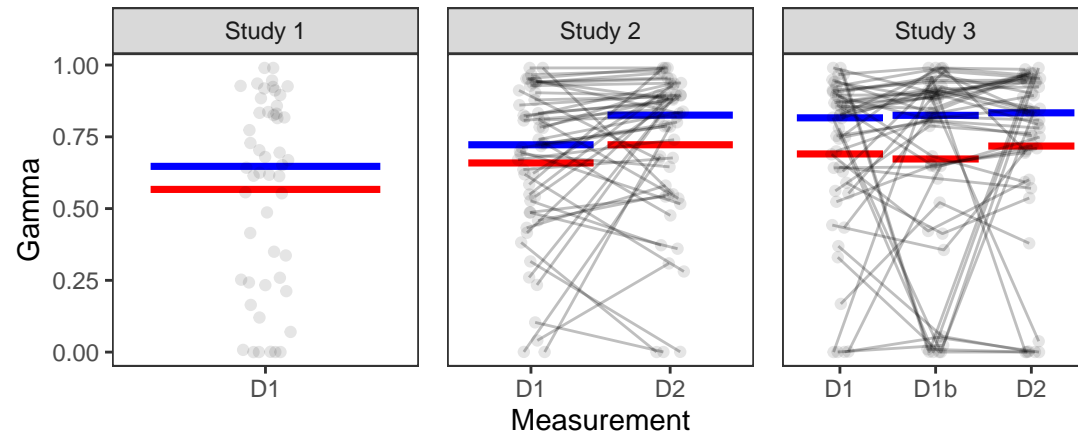 Study 1
Study 2
Study 3
Gamma
1.00
0.75
0.50
0.25
0.00
D1
D1
D2
D1
D1b
D2
Measurement